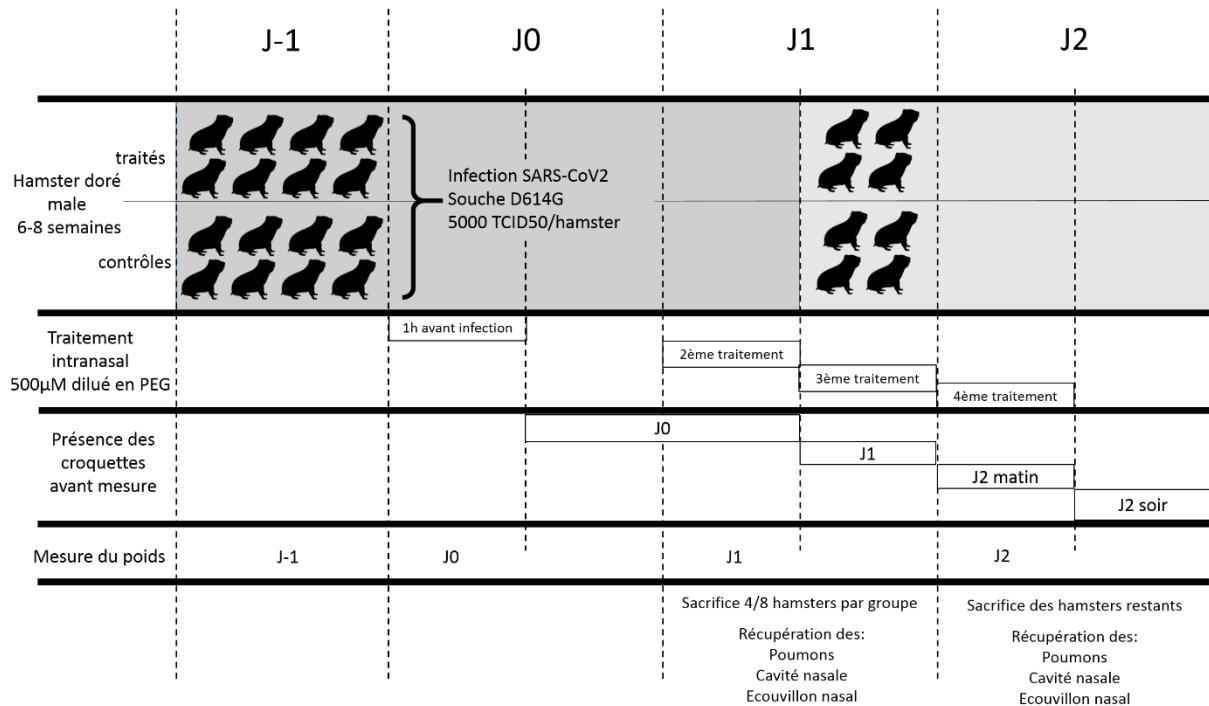 J-1
J0
J1
J2
traités
Hamster doré
male
6-8 semaines
contrôles
Infection SARS-CoV2
Souche D614G
5000 TCID50/hamster
Traitement
intranasal
500µM dilué en PEG
1h avant infection
2ème traitement
3ème traitement
4ème traitement
Présence des
croquettes
avant mesure
J0
J1
J2 matin
J2 soir
Mesure du poids
J-1
J0
J1
J2
Sacrifice 4/8 hamsters par groupe
Récupération des:
Poumons
Cavité nasale
Ecouvillon nasal
Sacrifice des hamsters restants
Récupération des:
Poumons
Cavité nasale
Ecouvillon nasal